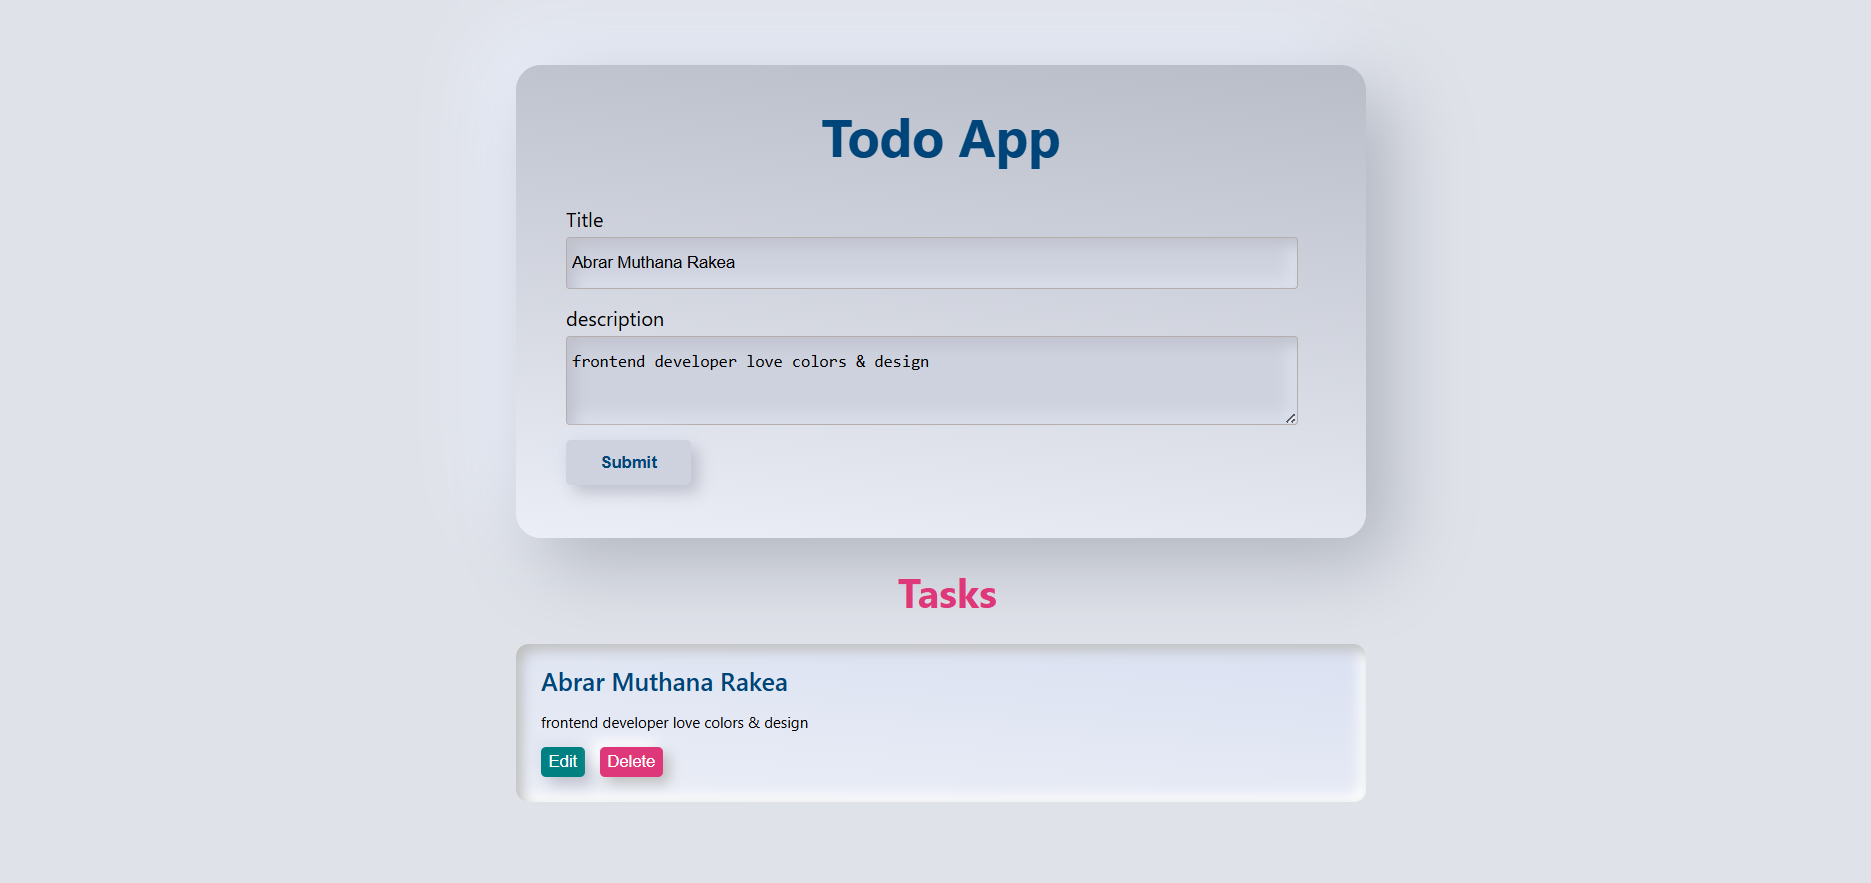 Todo App
Title
Abrar Muthana Rakea
description
frontend developer love colors & design
Submit
Tasks
Abrar Muthana Rakea
frontend developer love colors & design
Edit Delete